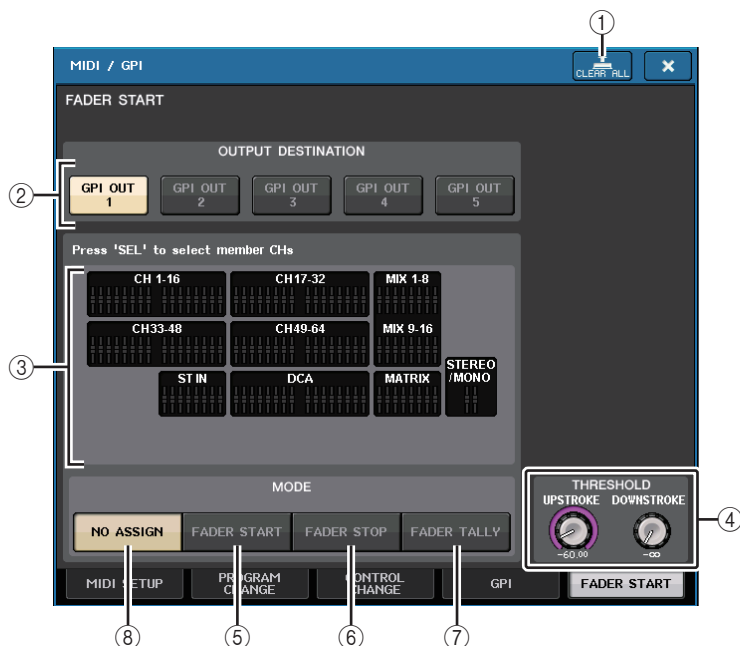 ①
MIDI / GPI
CLEAR ALL
×
FADER START
OUTPUT DESTINATION
②
GPI OUT 1
GPI OUT 2
GPI OUT 3
GPI OUT 4
GPI OUT 5
Press 'SEL' to select member CHs
③
CH 1-16
CH17-32
MIX 1-8
CH33-48
CH49-64
MIX 9-16
STEREO
/MONO
ST IN
DCA
MATRIX
MODE
NO ASSIGN
FADER START
FADER STOP
FADER TALLY
THRESHOLD
UPSTROKE
DOWNSTROKE
-60.00
-∞
④
MIDI SETUP
PROGRAM
CHANGE
CONTROL
CHANGE
GPI
FADER START
⑧
⑤
⑥
⑦